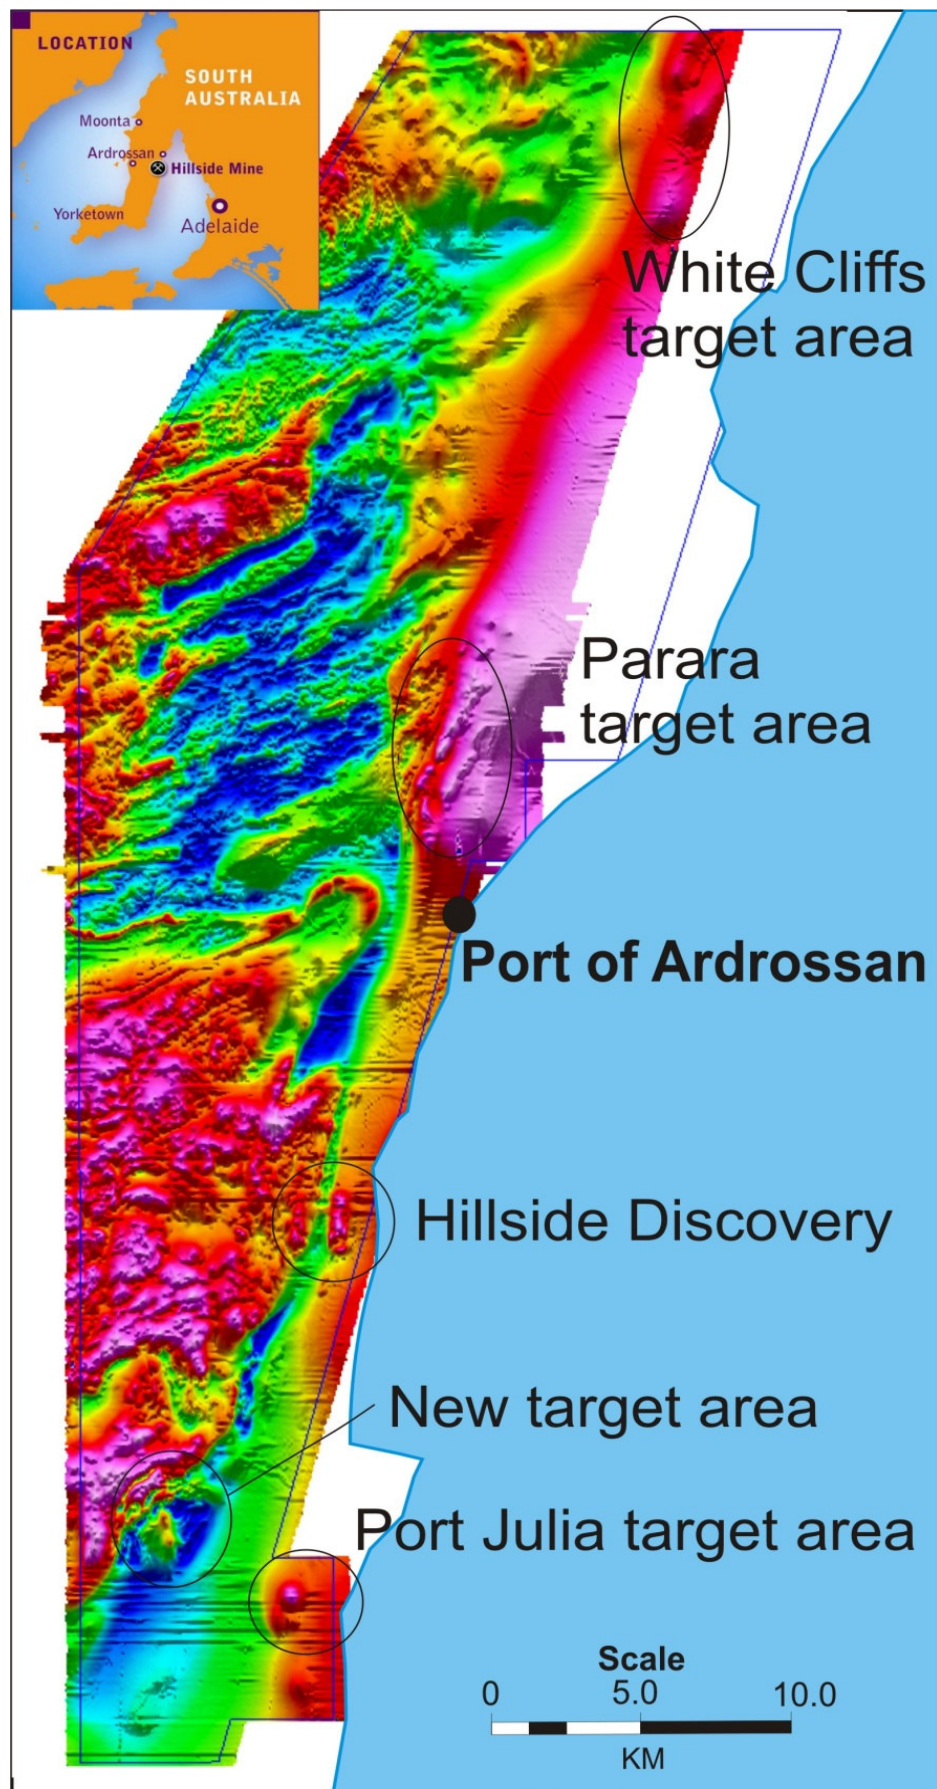 LOCATION
SOUTH
AUSTRALIA
Moonta
Ardrossan
Hillside Mine
Yorketown
Adelaide
White Cliffs
target area
Parara
target area
Port of Ardrossan
Hillside Discovery
New target area
Port Julia target area
Scale
0 5.0 10.0
KM